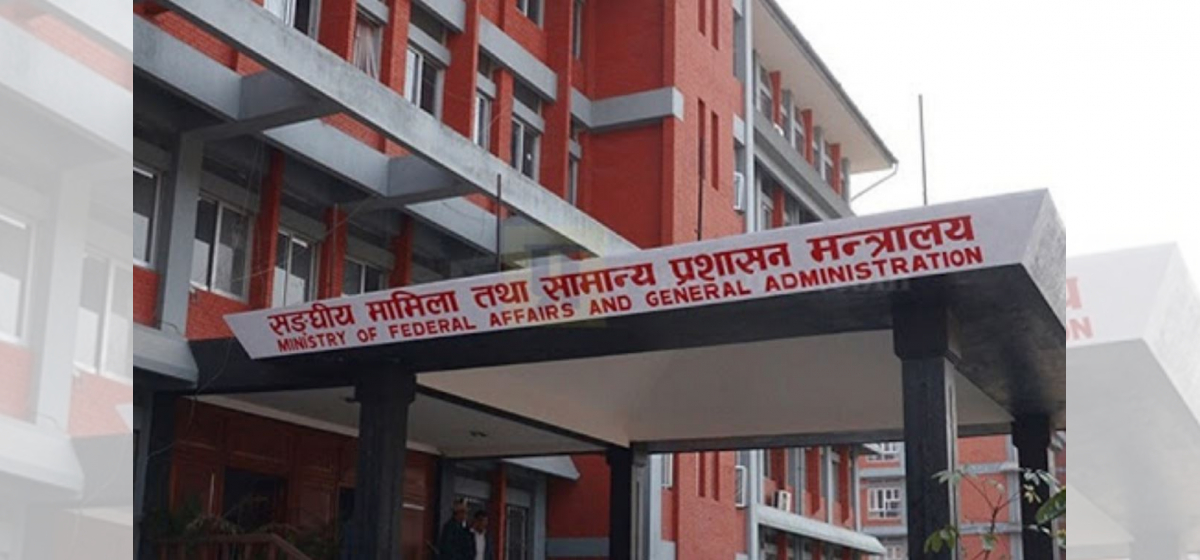 सङ्घीय मामिला तथा सामान्य प्रशासन मन्त्रालय
MINISTRY OF FEDERAL AFFAIRS AND GENERAL ADMINISTRATION